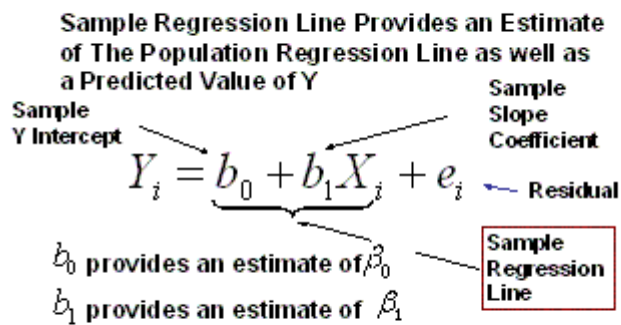 Sample Regression Line Provides an Estimate
of The Population Regression Line as well as
a Predicted Value of Y
Sample
Y Intercept
Sample
Slope
Coefficient
Yᵢ = b₀ + b₁Xᵢ + eᵢ
Residual
b₀ provides an estimate of β₀
b₁ provides an estimate of β₁
Sample
Regression
Line